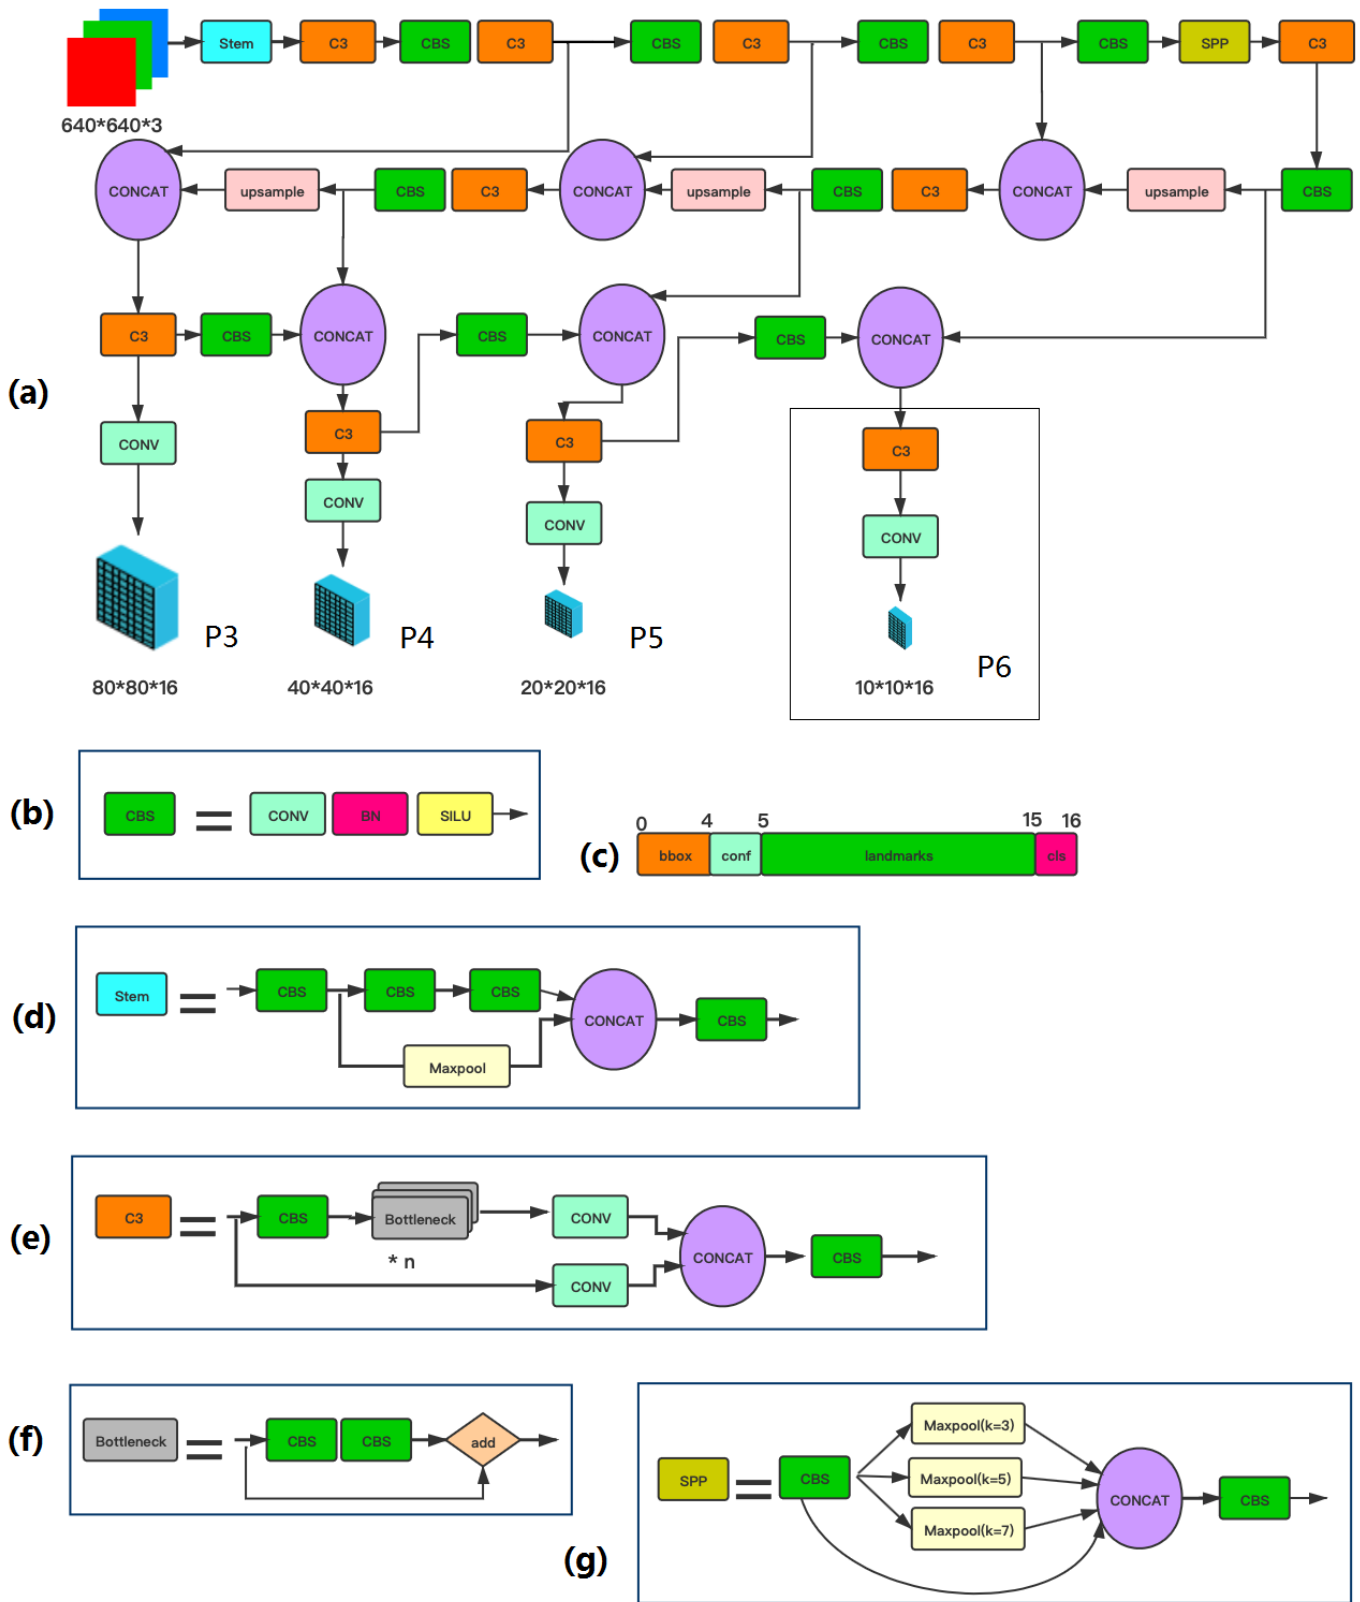 Stem C3 CBS C3 CBS C3 CBS C3 CBS SPP C3
640*640*3
CONCAT upsample CBS C3 CONCAT upsample CBS C3 CONCAT upsample CBS
C3 CBS CONCAT CBS CONCAT CBS CONCAT
(a)
CONV C3 C3 C3
CONV CONV CONV
P3 P4 P5 P6
80*80*16 40*40*16 20*20*16 10*10*16
(b) CBS = CONV BN SILU
0 4 5 15 16
(c) bbox conf landmarks cls
(d) Stem = CBS CBS CBS CONCAT CBS
Maxpool
(e) C3 = CBS Bottleneck CONV CONCAT CBS
* n
CONV
(f) Bottleneck = CBS CBS add
Maxpool(k=3)
SPP = CBS Maxpool(k=5) CONCAT CBS
Maxpool(k=7)
(g)